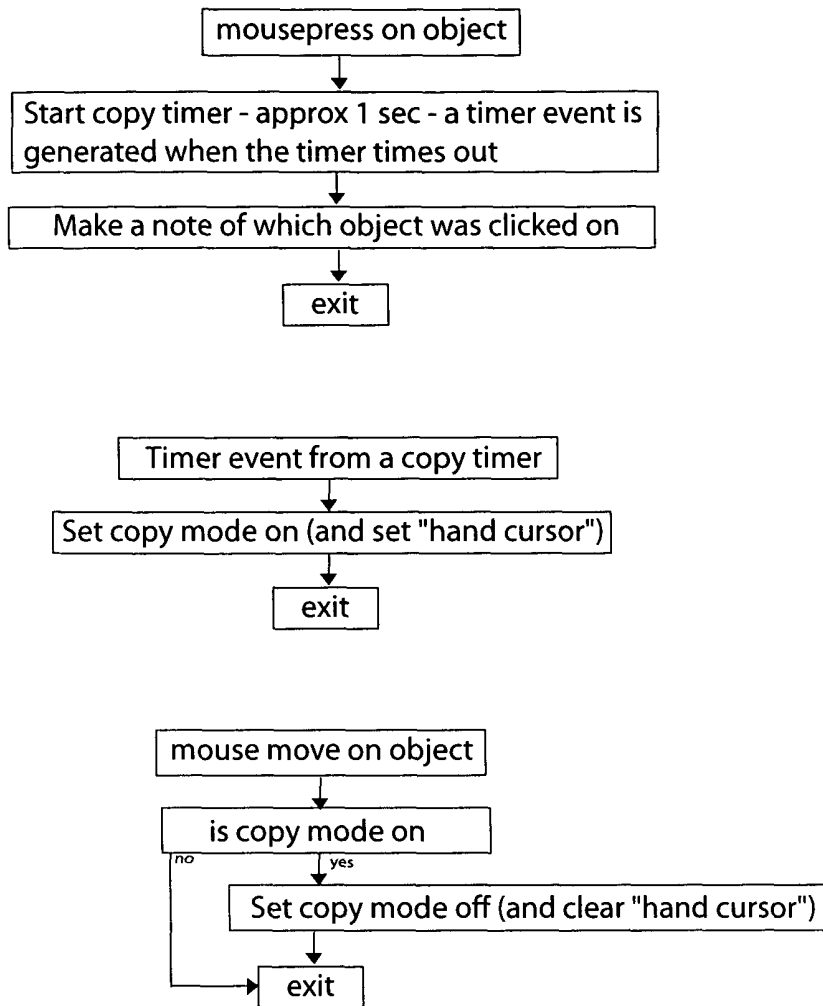 mousepress on object
Start copy timer - approx 1 sec - a timer event is
generated when the timer times out
Make a note of which object was clicked on
exit
Timer event from a copy timer
Set copy mode on (and set "hand cursor")
exit
mouse move on object
is copy mode on
no
yes
Set copy mode off (and clear "hand cursor")
exit